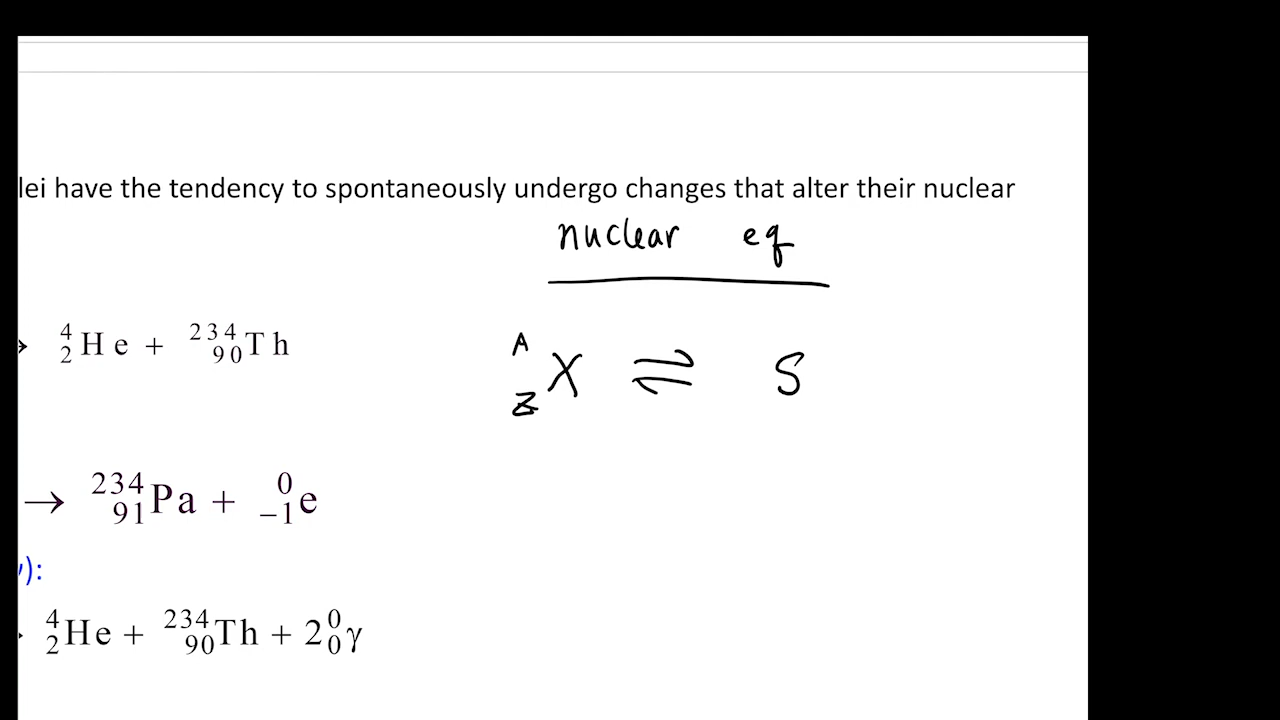 lei have the tendency to spontaneously undergo changes that alter their nuclear
nuclear eq
→ ⁴₂He + ²³⁴₉₀Th
ᴬ_Z X ⇌ S
→ ²³⁴₉₁Pa + ⁰₋₁e
γ):
→ ⁴₂He + ²³⁴₉₀Th + 2⁰₀γ